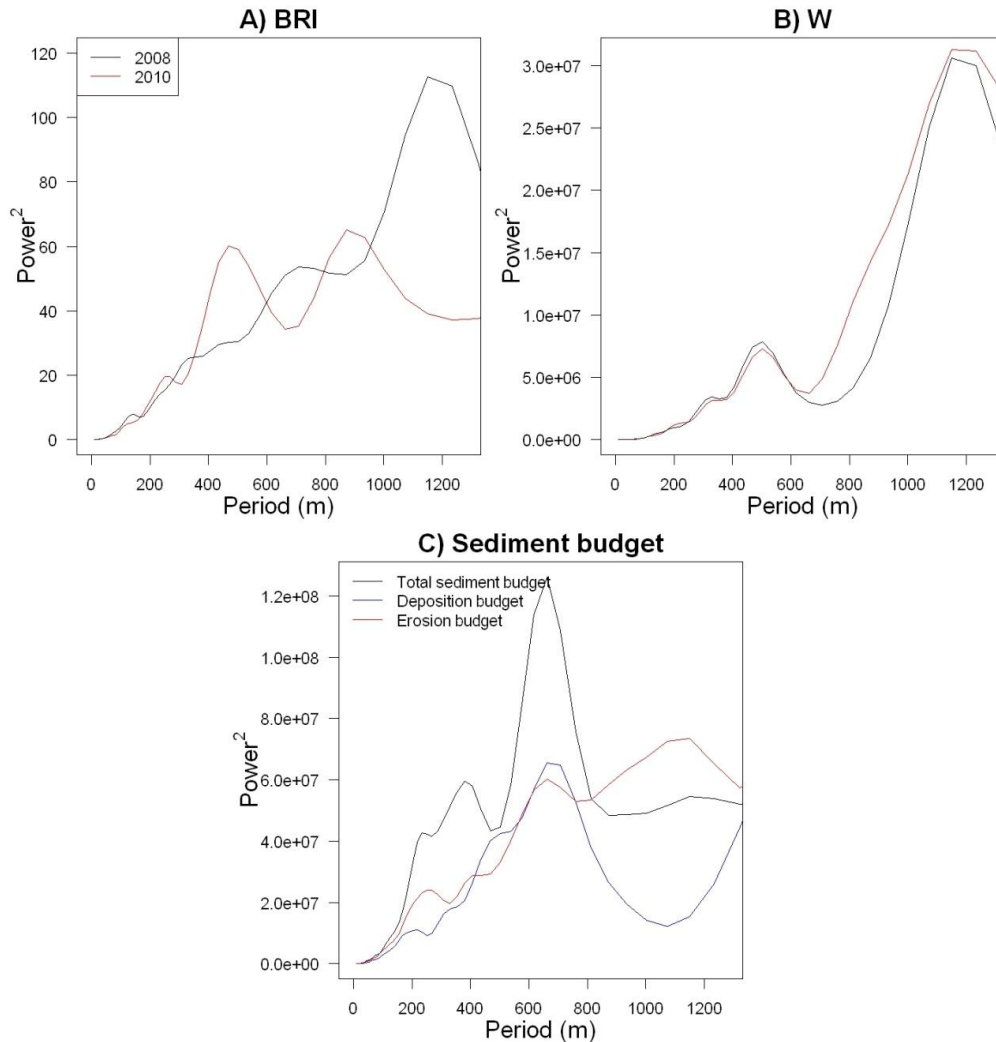 A) BRI
2008
2010
120
100
80
60
40
20
0
Power²
0 200 400 600 800 1000 1200
Period (m)
B) W
3.0e+07
2.5e+07
2.0e+07
1.5e+07
1.0e+07
5.0e+06
0.0e+00
Power²
0 200 400 600 800 1000 1200
Period (m)
C) Sediment budget
Total sediment budget
Deposition budget
Erosion budget
1.2e+08
1.0e+08
8.0e+07
6.0e+07
4.0e+07
2.0e+07
0.0e+00
Power²
0 200 400 600 800 1000 1200
Period (m)